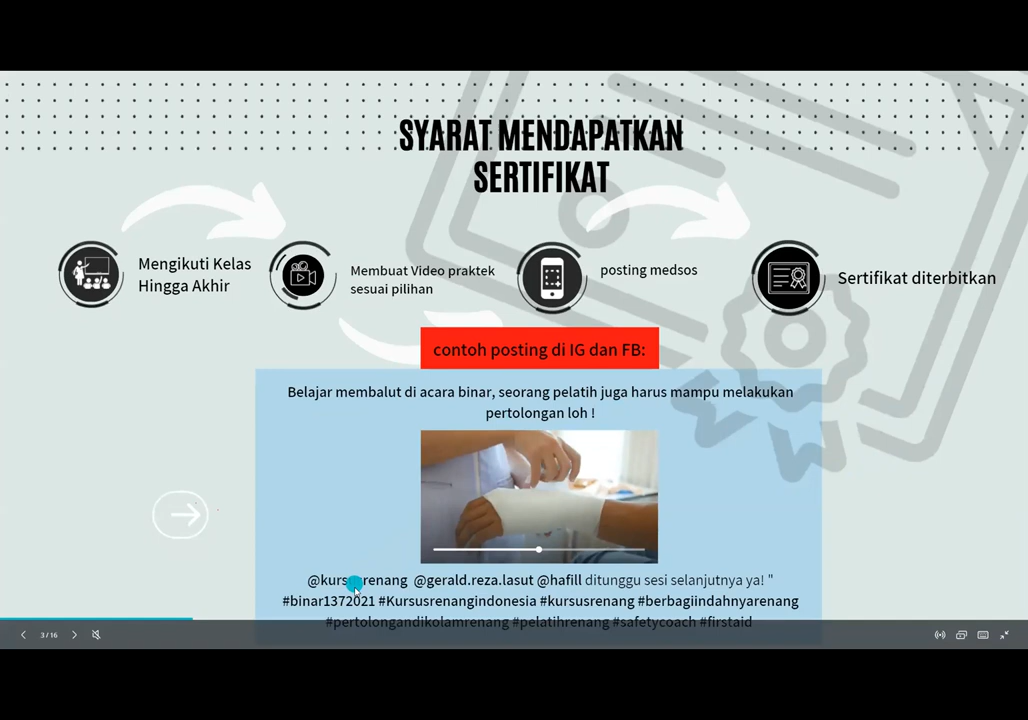 SYARAT MENDAPATKAN
SERTIFIKAT
Mengikuti Kelas
Hingga Akhir
Membuat Video praktek
sesuai pilihan
posting medsos
Sertifikat diterbitkan
contoh posting di IG dan FB:
Belajar membalut di acara binar, seorang pelatih juga harus mampu melakukan
pertolongan loh !
@gerald.reza.lasut @hafill ditunggu sesi selanjutnya ya! "
#binar1372021 #Kursusrenangindonesia #kursusrenang #berbagiindahnyarenang
#pertolongandikolamrenang #pelatihrenang #safetycoach #firstaid
3 / 16